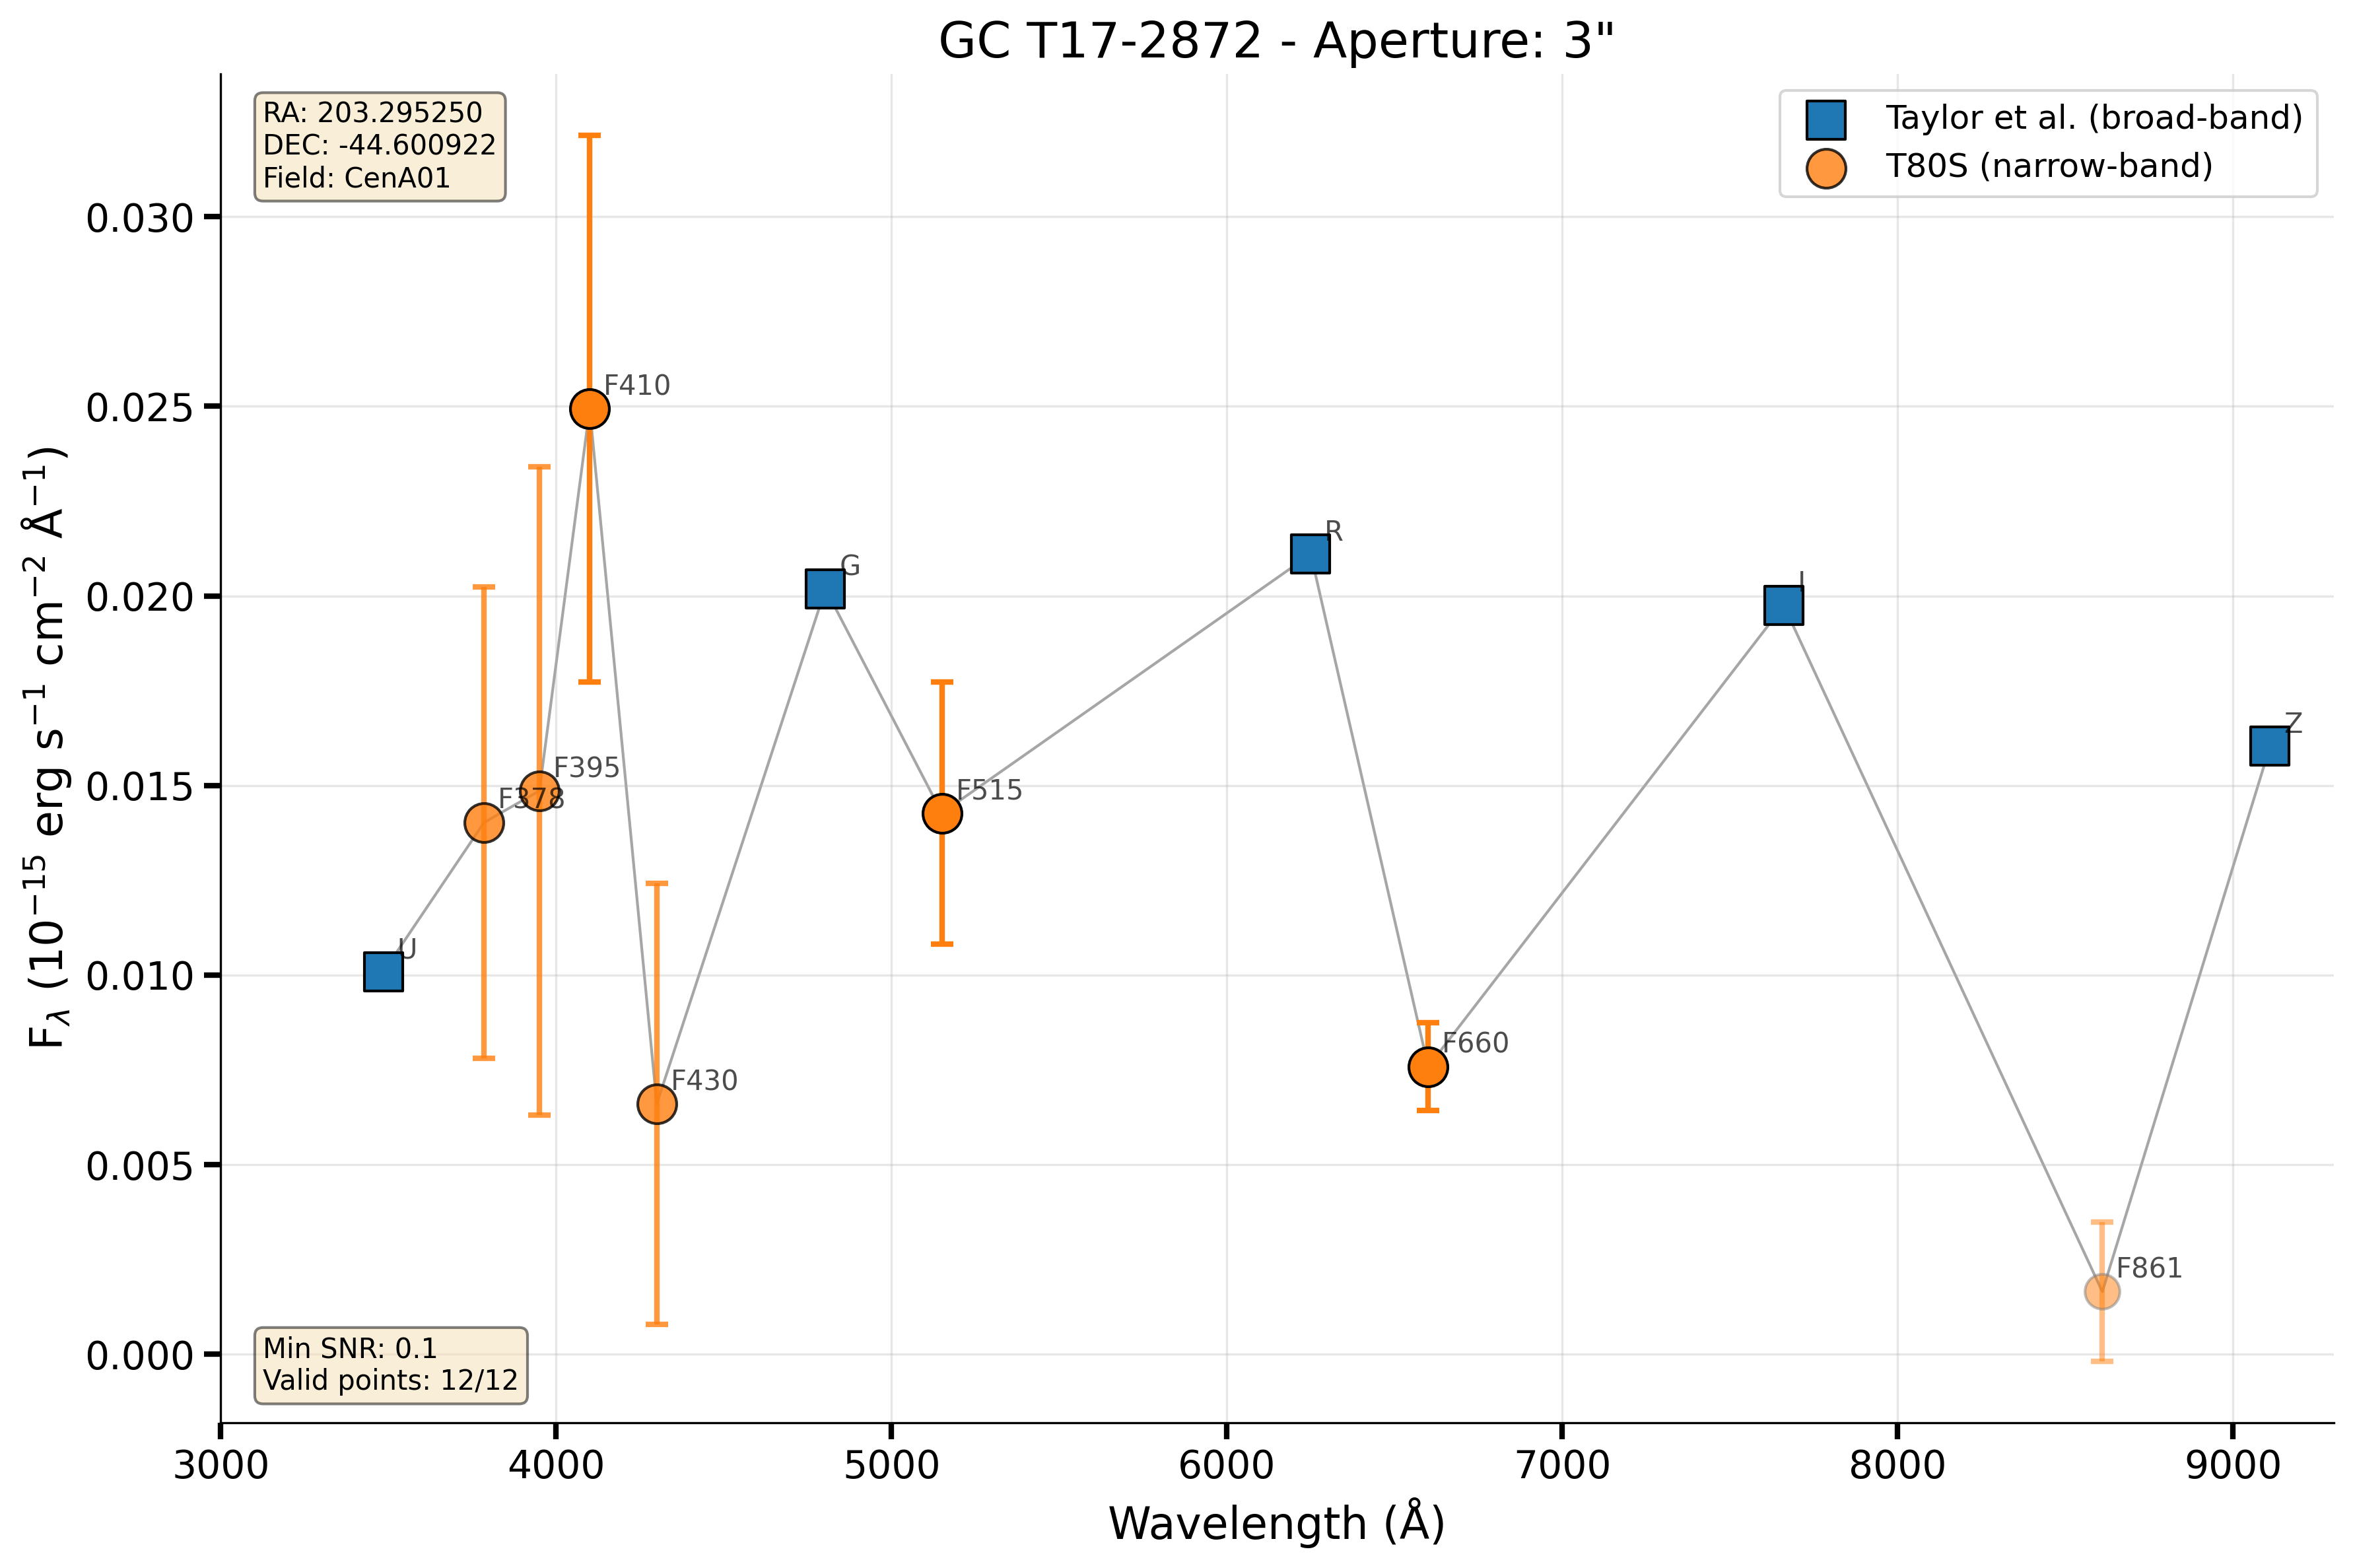 GC T17-2872 - Aperture: 3"
RA: 203.295250
DEC: -44.600922
Field: CenA01
Taylor et al. (broad-band)
T80S (narrow-band)
F410
R
G
I
Z
F395
F378
F515
U
F660
F430
F861
Min SNR: 0.1
Valid points: 12/12
0.030
0.025
0.020
0.015
0.010
0.005
0.000
F_λ (10⁻¹⁵ erg s⁻¹ cm⁻² Å⁻¹)
3000 4000 5000 6000 7000 8000 9000
Wavelength (Å)